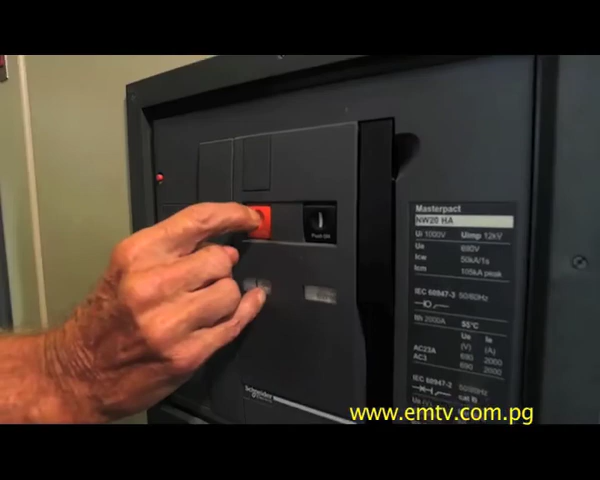 Push ON
Masterpact
NW20 HA
Ui 1000V Uimp 12kV
Ue 690V
Icw 50kA/1s
Icm 105kA peak
IEC 60947-3 50/60Hz
Ith 2000A 55°C
Ue Ie
(V) (A)
AC23A 690 2000
AC3 690 2000
IEC 60947-2 50/60Hz
Schneider
www.emtv.com.pg